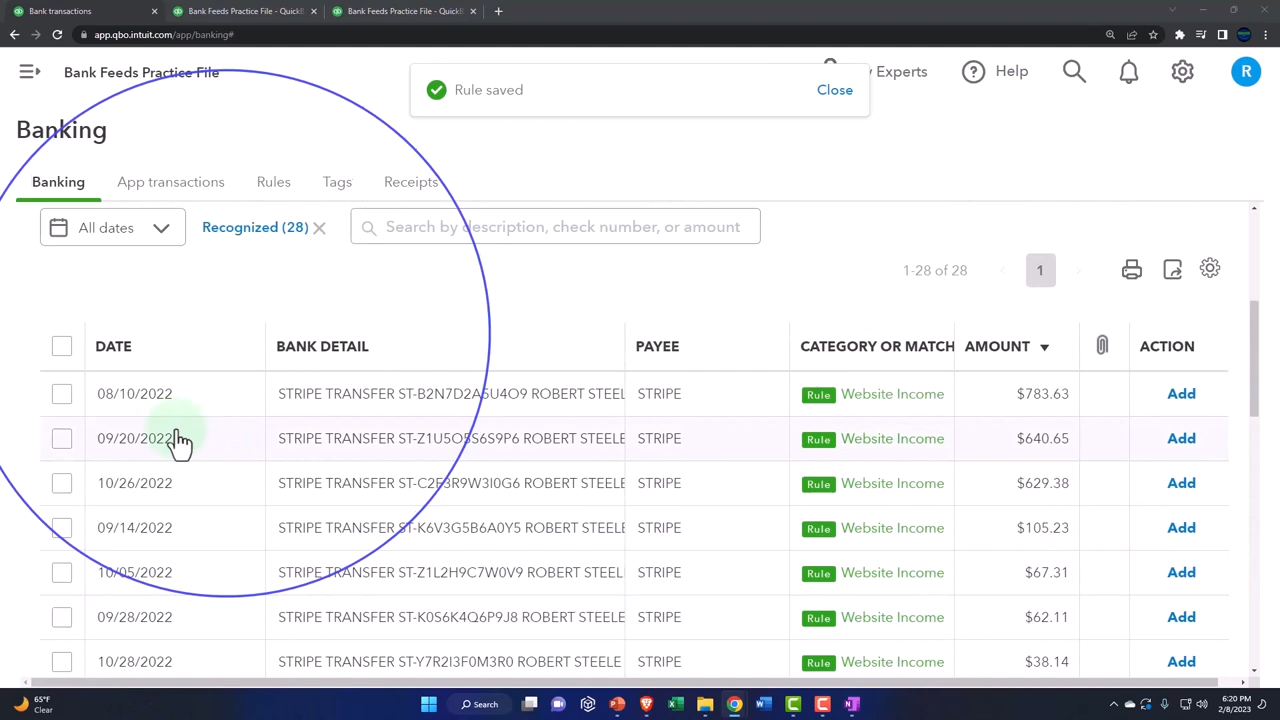 Bank transactions
Bank Feeds Practice File - QuickB
Bank Feeds Practice File - QuickB
app.qbo.intuit.com/app/banking#
Bank Feeds Practice File
Rule saved
Close
Experts
Help
R
Banking
Banking App transactions Rules Tags Receipts
All dates
Recognized (28)
Search by description, check number, or amount
1-28 of 28
1
DATE BANK DETAIL PAYEE CATEGORY OR MATCH AMOUNT ACTION
08/10/2022 STRIPE TRANSFER ST-B2N7D2A5U4O9 ROBERT STEEL STRIPE Rule Website Income $783.63 Add
09/20/2022 STRIPE TRANSFER ST-Z1U5O5S6S9P6 ROBERT STEELE STRIPE Rule Website Income $640.65 Add
10/26/2022 STRIPE TRANSFER ST-C2E3R9W3I0G6 ROBERT STEELE STRIPE Rule Website Income $629.38 Add
09/14/2022 STRIPE TRANSFER ST-K6V3G5B6A0Y5 ROBERT STEELE STRIPE Rule Website Income $105.23 Add
10/05/2022 STRIPE TRANSFER ST-Z1L2H9C7W0V9 ROBERT STEEL STRIPE Rule Website Income $67.31 Add
09/28/2022 STRIPE TRANSFER ST-K0S6K4Q6P9J8 ROBERT STEELE STRIPE Rule Website Income $62.11 Add
10/28/2022 STRIPE TRANSFER ST-Y7R2I3F0M3R0 ROBERT STEELE STRIPE Rule Website Income $38.14 Add
65°F
Clear
Search
6:20 PM
2/8/2023